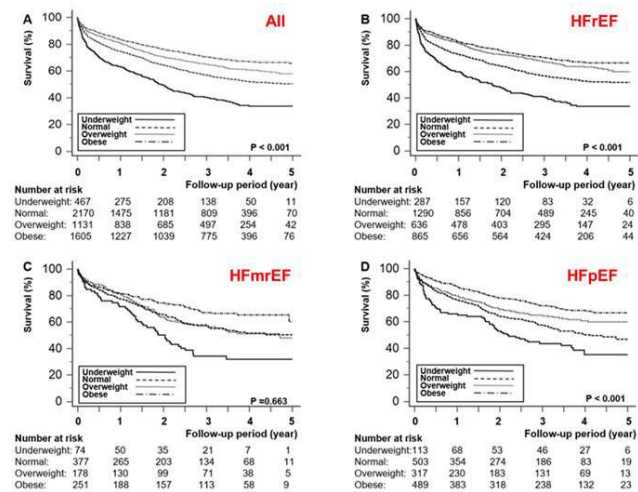 A
All
Survival (%)
100
80
60
40
20
0
Underweight
Normal
Overweight
Obese
P < 0.001
0 1 2 3 4 5
Follow-up period (year)
Number at risk
Underweight: 467 275 208 138 50 11
Normal: 2170 1475 1181 809 396 70
Overweight: 1131 838 685 497 254 42
Obese: 1605 1227 1039 775 396 76
B
HFrEF
Survival (%)
100
80
60
40
20
0
Underweight
Normal
Overweight
Obese
P < 0.001
0 1 2 3 4 5
Follow-up period (year)
Number at risk
Underweight: 287 157 120 83 32 6
Normal: 1290 856 704 489 245 40
Overweight: 636 478 403 295 147 24
Obese: 865 656 564 424 206 44
C
HFmrEF
Survival (%)
100
80
60
40
20
0
Underweight
Normal
Overweight
Obese
P =0.663
0 1 2 3 4 5
Follow-up period (year)
Number at risk
Underweight: 74 50 35 21 7 1
Normal: 377 265 203 134 68 11
Overweight: 178 130 99 71 38 5
Obese: 251 188 157 113 58 9
D
HFpEF
Survival (%)
100
80
60
40
20
0
Underweight
Normal
Overweight
Obese
P < 0.001
0 1 2 3 4 5
Follow-up period (year)
Number at risk
Underweight:113 68 53 46 27 6
Normal: 503 354 274 186 83 19
Overweight: 317 230 183 131 69 13
Obese: 489 383 318 238 132 23